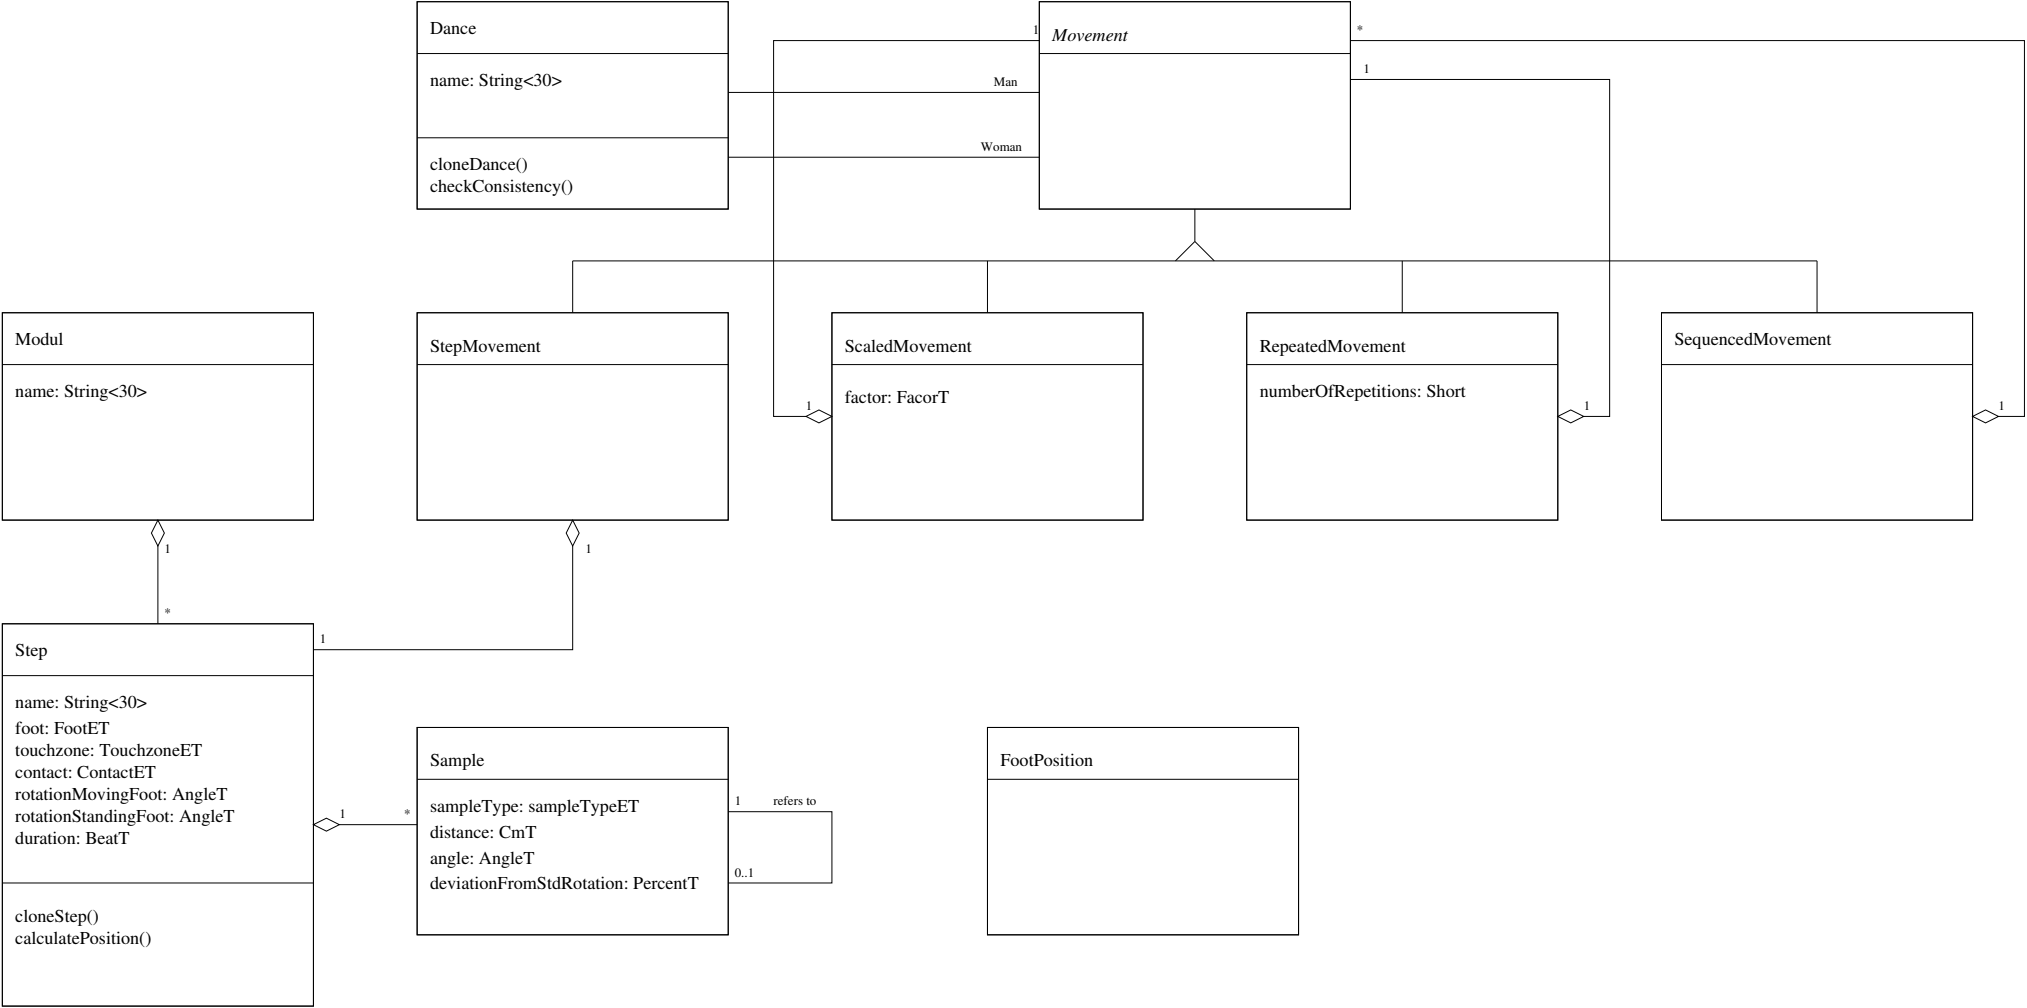 Dance
name: String<30>
cloneDance()
checkConsistency()
1
Man
Woman
Movement
*
1
Modul
name: String<30>
1
*
StepMovement
1
ScaledMovement
factor: FacorT
1
RepeatedMovement
numberOfRepetitions: Short
1
SequencedMovement
1
Step
1
name: String<30>
foot: FootET
touchzone: TouchzoneET
contact: ContactET
rotationMovingFoot: AngleT
rotationStandingFoot: AngleT
duration: BeatT
cloneStep()
calculatePosition()
1
*
Sample
sampleType: sampleTypeET
distance: CmT
angle: AngleT
deviationFromStdRotation: PercentT
1
refers to
0..1
FootPosition